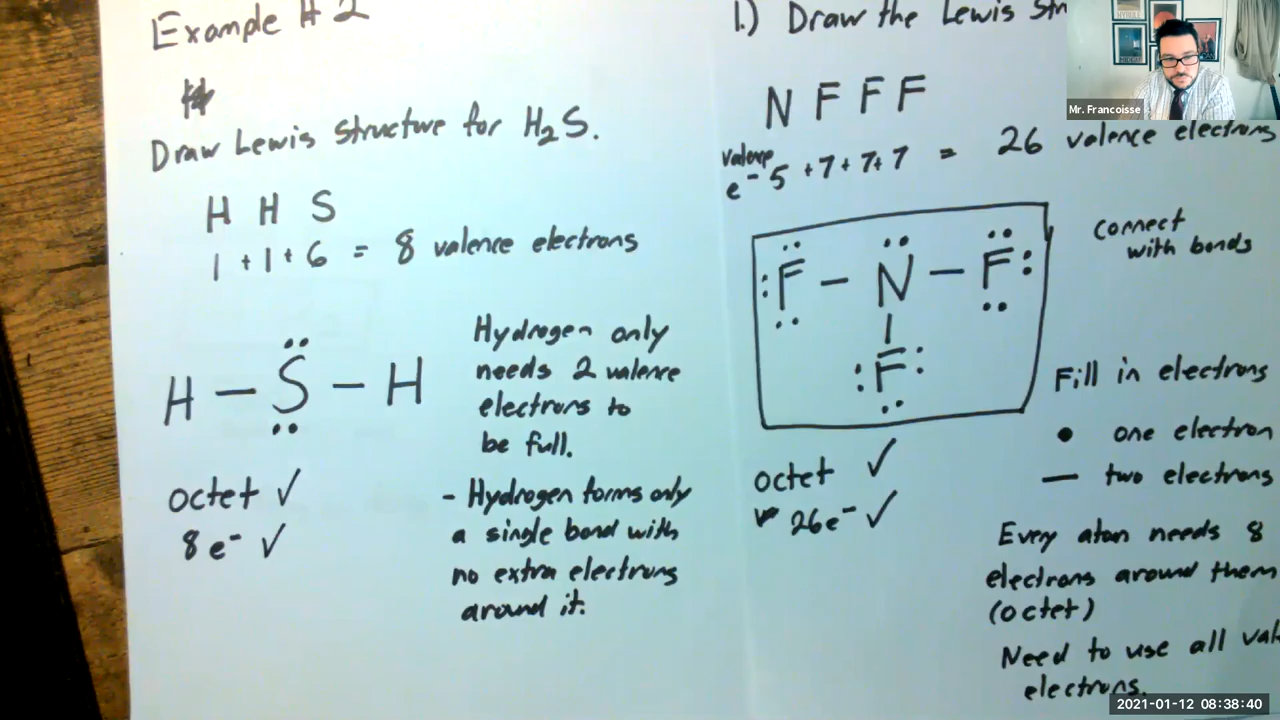 Example # 2
Draw Lewis Structure for H₂S.
H H S
1 + 1 + 6 = 8 valence electrons
H — S — H
octet ✓
8 e⁻ ✓
Hydrogen only
needs 2 valence
electrons to
be full.
- Hydrogen forms only
a single bond with
no extra electrons
around it.
1.) Draw the Lewis Str
N F F F
valence
e⁻ 5 + 7 + 7 + 7 = 26 valence electrons
F — N — F
|
F
connect
with bonds
octet ✓
26e⁻ ✓
Fill in electrons
• one electron
— two electrons
Every atom needs 8
electrons around them
(octet)
Need to use all val
electrons.
Mr. Francoisse
2021-01-12 08:38:40